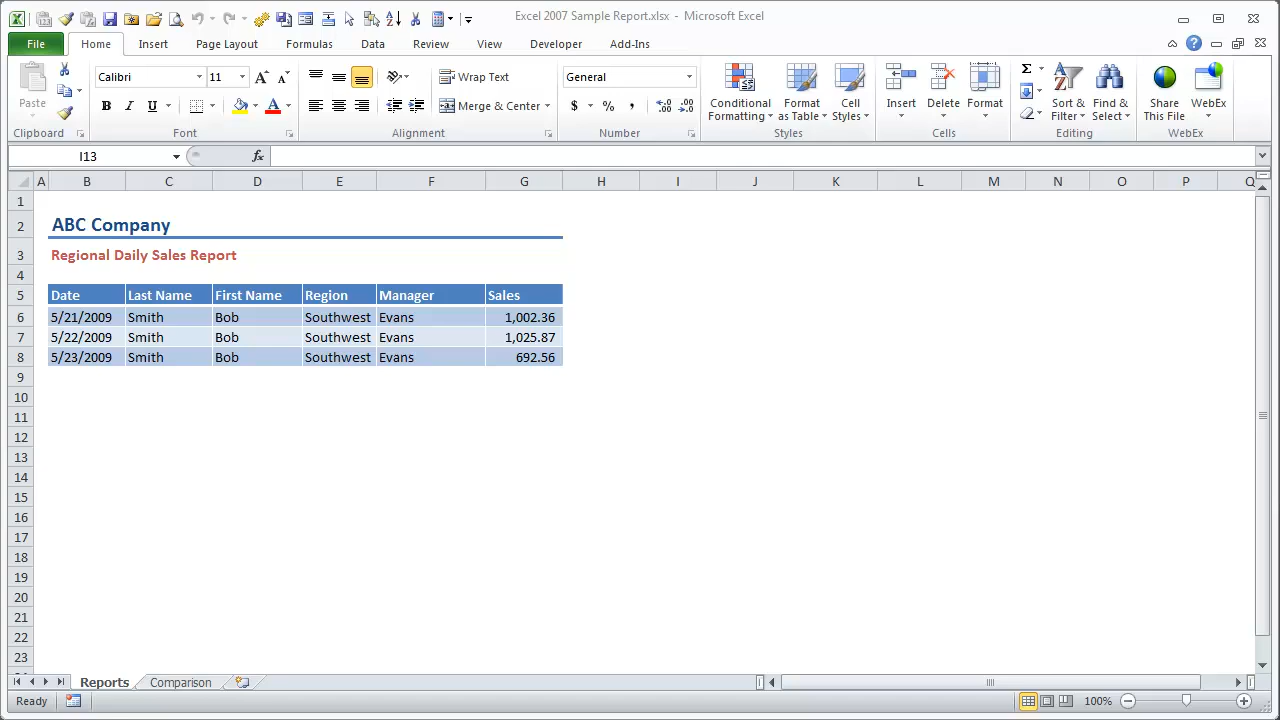 Excel 2007 Sample Report.xlsx - Microsoft Excel
File Home Insert Page Layout Formulas Data Review View Developer Add-Ins
Paste
Clipboard
Calibri 11
B I U
Font
Wrap Text
Merge & Center
Alignment
General
$ % ,
Number
Conditional Formatting
Format as Table
Cell Styles
Styles
Insert
Delete
Format
Cells
Σ
Sort & Filter
Find & Select
Editing
Share This File
WebEx
WebEx
I13 fx
A B C D E F G H I J K L M N O P Q
1
2 ABC Company
3 Regional Daily Sales Report
4
5 Date Last Name First Name Region Manager Sales
6 5/21/2009 Smith Bob Southwest Evans 1,002.36
7 5/22/2009 Smith Bob Southwest Evans 1,025.87
8 5/23/2009 Smith Bob Southwest Evans 692.56
9
10
11
12
13
14
15
16
17
18
19
20
21
22
23
Reports Comparison
Ready 100%